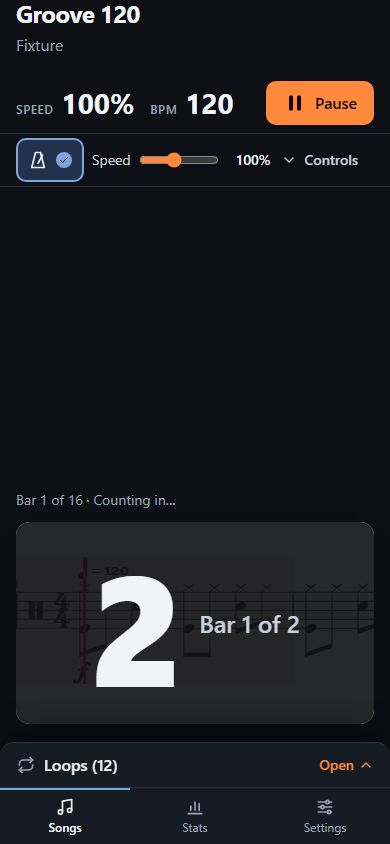 Groove 120
Fixture
SPEED 100% BPM 120 Pause
Speed 100% Controls
Bar 1 of 16 · Counting in...
= 120
2 Bar 1 of 2
f
Loops (12) Open
Songs Stats Settings